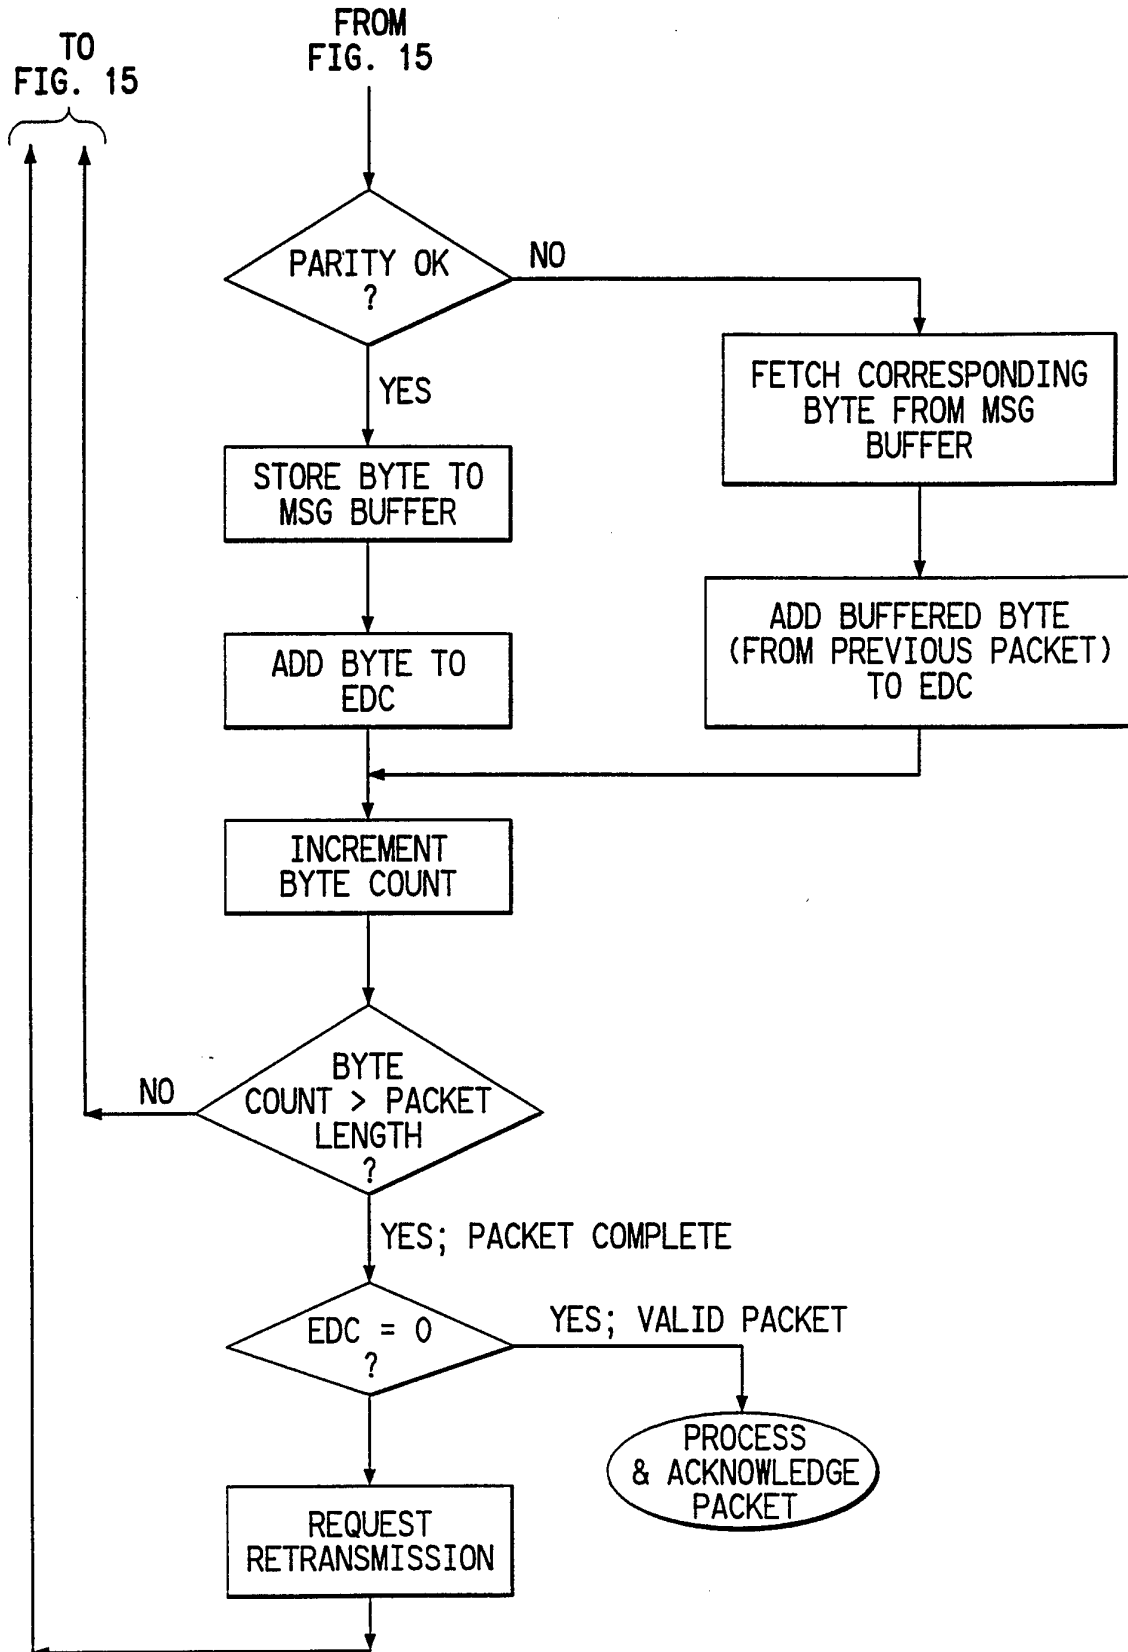 TO
FIG. 15
FROM
FIG. 15
PARITY OK
?
NO
YES
FETCH CORRESPONDING
BYTE FROM MSG
BUFFER
STORE BYTE TO
MSG BUFFER
ADD BUFFERED BYTE
(FROM PREVIOUS PACKET)
TO EDC
ADD BYTE TO
EDC
INCREMENT
BYTE COUNT
BYTE
COUNT > PACKET
LENGTH
?
NO
YES; PACKET COMPLETE
EDC = 0
?
YES; VALID PACKET
PROCESS
& ACKNOWLEDGE
PACKET
REQUEST
RETRANSMISSION